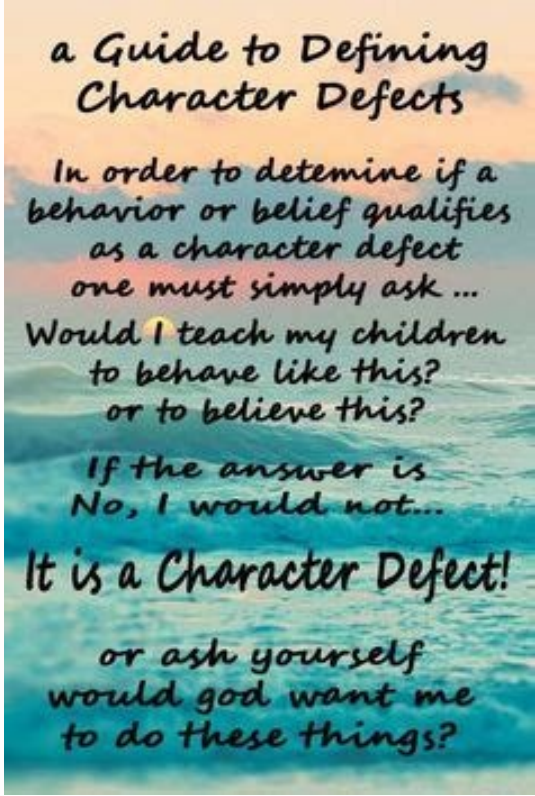 a Guide to Defining
Character Defects
In order to detemine if a
behavior or belief qualifies
as a character defect
one must simply ask ...
Would I teach my children
to behave like this?
or to believe this?
If the answer is
No, I would not...
It is a Character Defect!
or ash yourself
would god want me
to do these things?